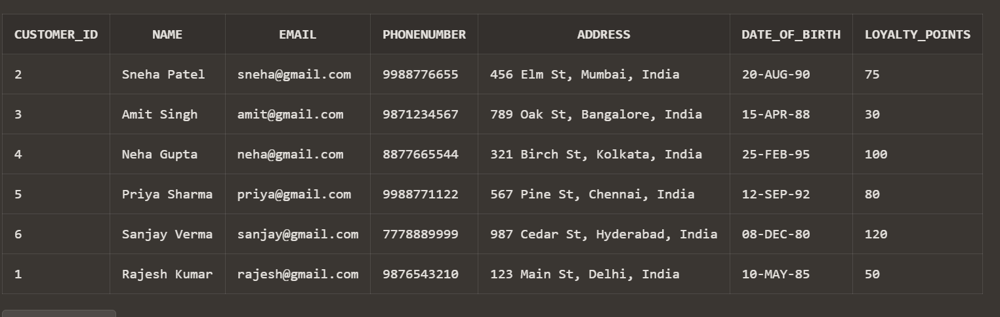 CUSTOMER_ID NAME EMAIL PHONENUMBER ADDRESS DATE_OF_BIRTH LOYALTY_POINTS
2 Sneha Patel sneha@gmail.com 9988776655 456 Elm St, Mumbai, India 20-AUG-90 75
3 Amit Singh amit@gmail.com 9871234567 789 Oak St, Bangalore, India 15-APR-88 30
4 Neha Gupta neha@gmail.com 8877665544 321 Birch St, Kolkata, India 25-FEB-95 100
5 Priya Sharma priya@gmail.com 9988771122 567 Pine St, Chennai, India 12-SEP-92 80
6 Sanjay Verma sanjay@gmail.com 7778889999 987 Cedar St, Hyderabad, India 08-DEC-80 120
1 Rajesh Kumar rajesh@gmail.com 9876543210 123 Main St, Delhi, India 10-MAY-85 50